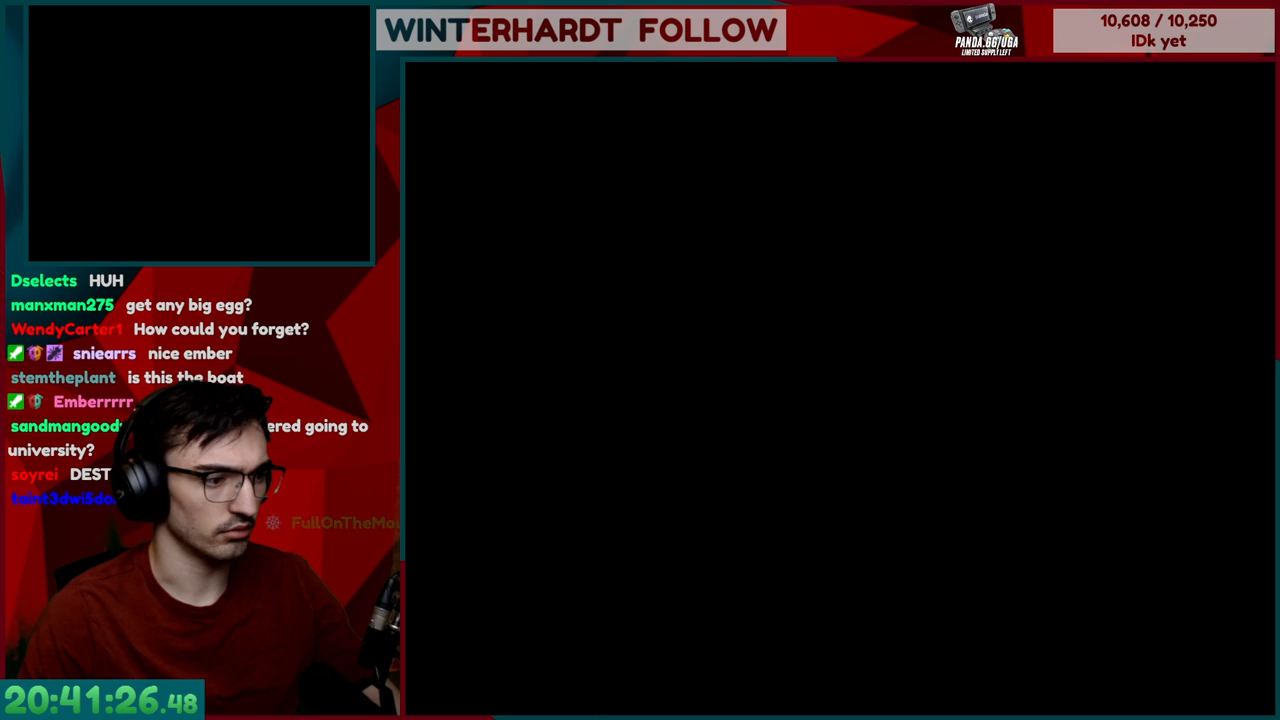 WINTERHARDT FOLLOW
PANDA.GG/UGA
LIMITED SUPPLY LEFT
10,608 / 10,250
IDk yet
Dselects HUH
manxman275 get any big egg?
WendyCarter1 How could you forget?
sniearrs nice ember
stemtheplant is this the boat
Emberrrrr
ered going to
university?
soyrei DEST
FullOnTheMou
20:41:26.48